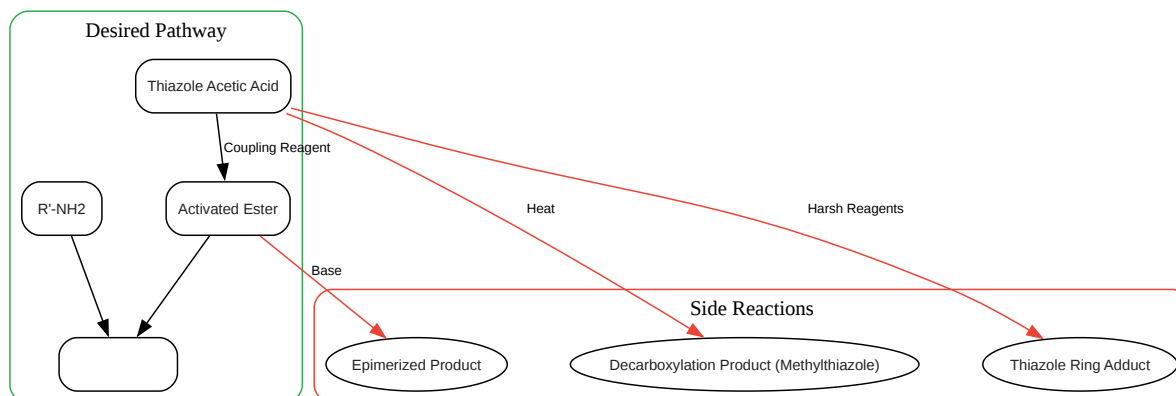 Desired Pathway
Thiazole Acetic Acid
Coupling Reagent
R'-NH2
Activated Ester
Heat
Harsh Reagents
Base
Side Reactions
Epimerized Product
Decarboxylation Product (Methylthiazole)
Thiazole Ring Adduct